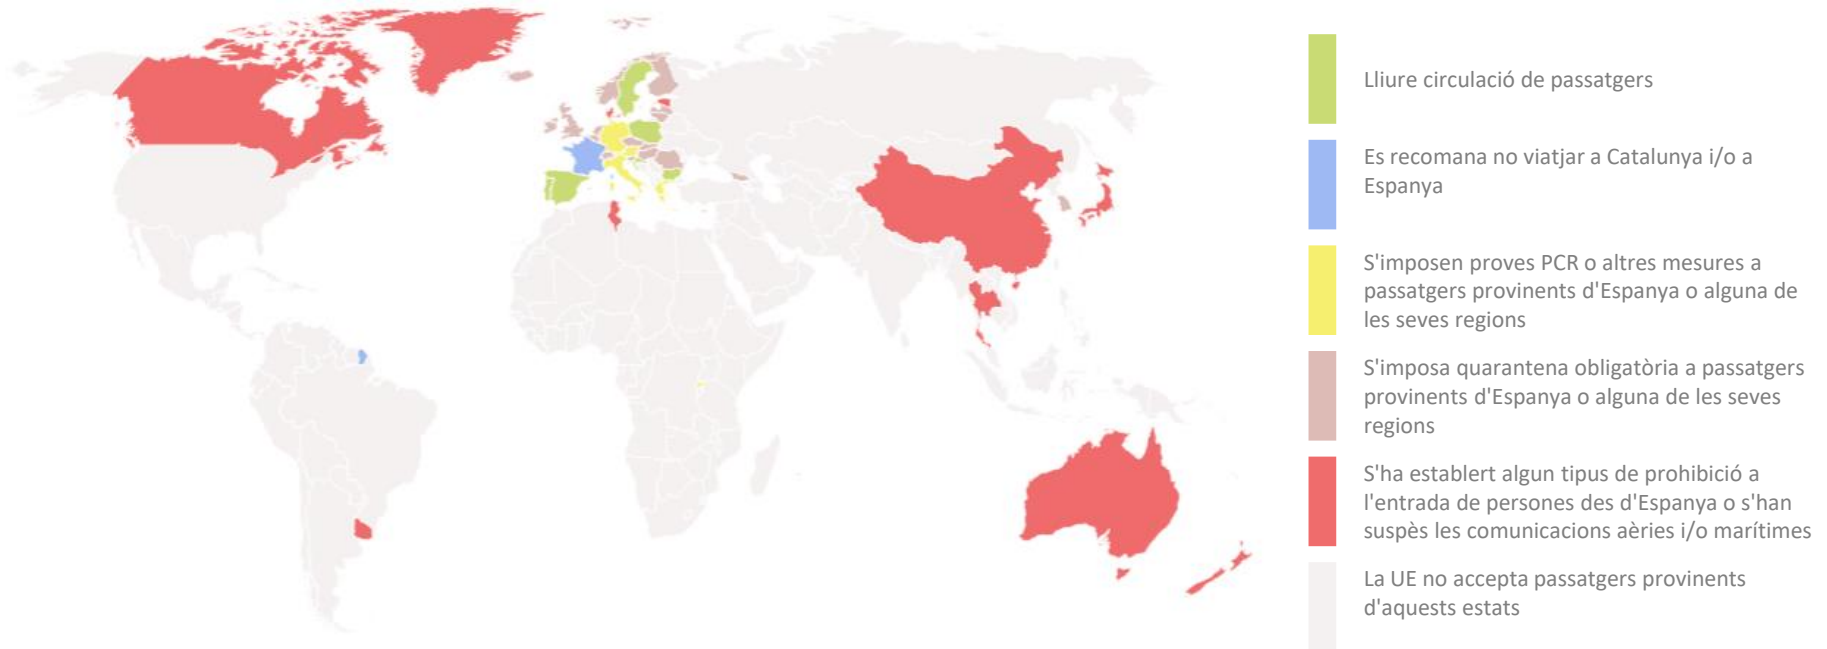 Lliure circulació de passatgers
Es recomana no viatjar a Catalunya i/o a
Espanya
S'imposen proves PCR o altres mesures a
passatgers provinents d'Espanya o alguna de
les seves regions
S'imposa quarantena obligatòria a passatgers
provinents d'Espanya o alguna de les seves
regions
S'ha establert algun tipus de prohibició a
l'entrada de persones des d'Espanya o s'han
suspès les comunicacions aèries i/o marítimes
La UE no accepta passatgers provinents
d'aquests estats